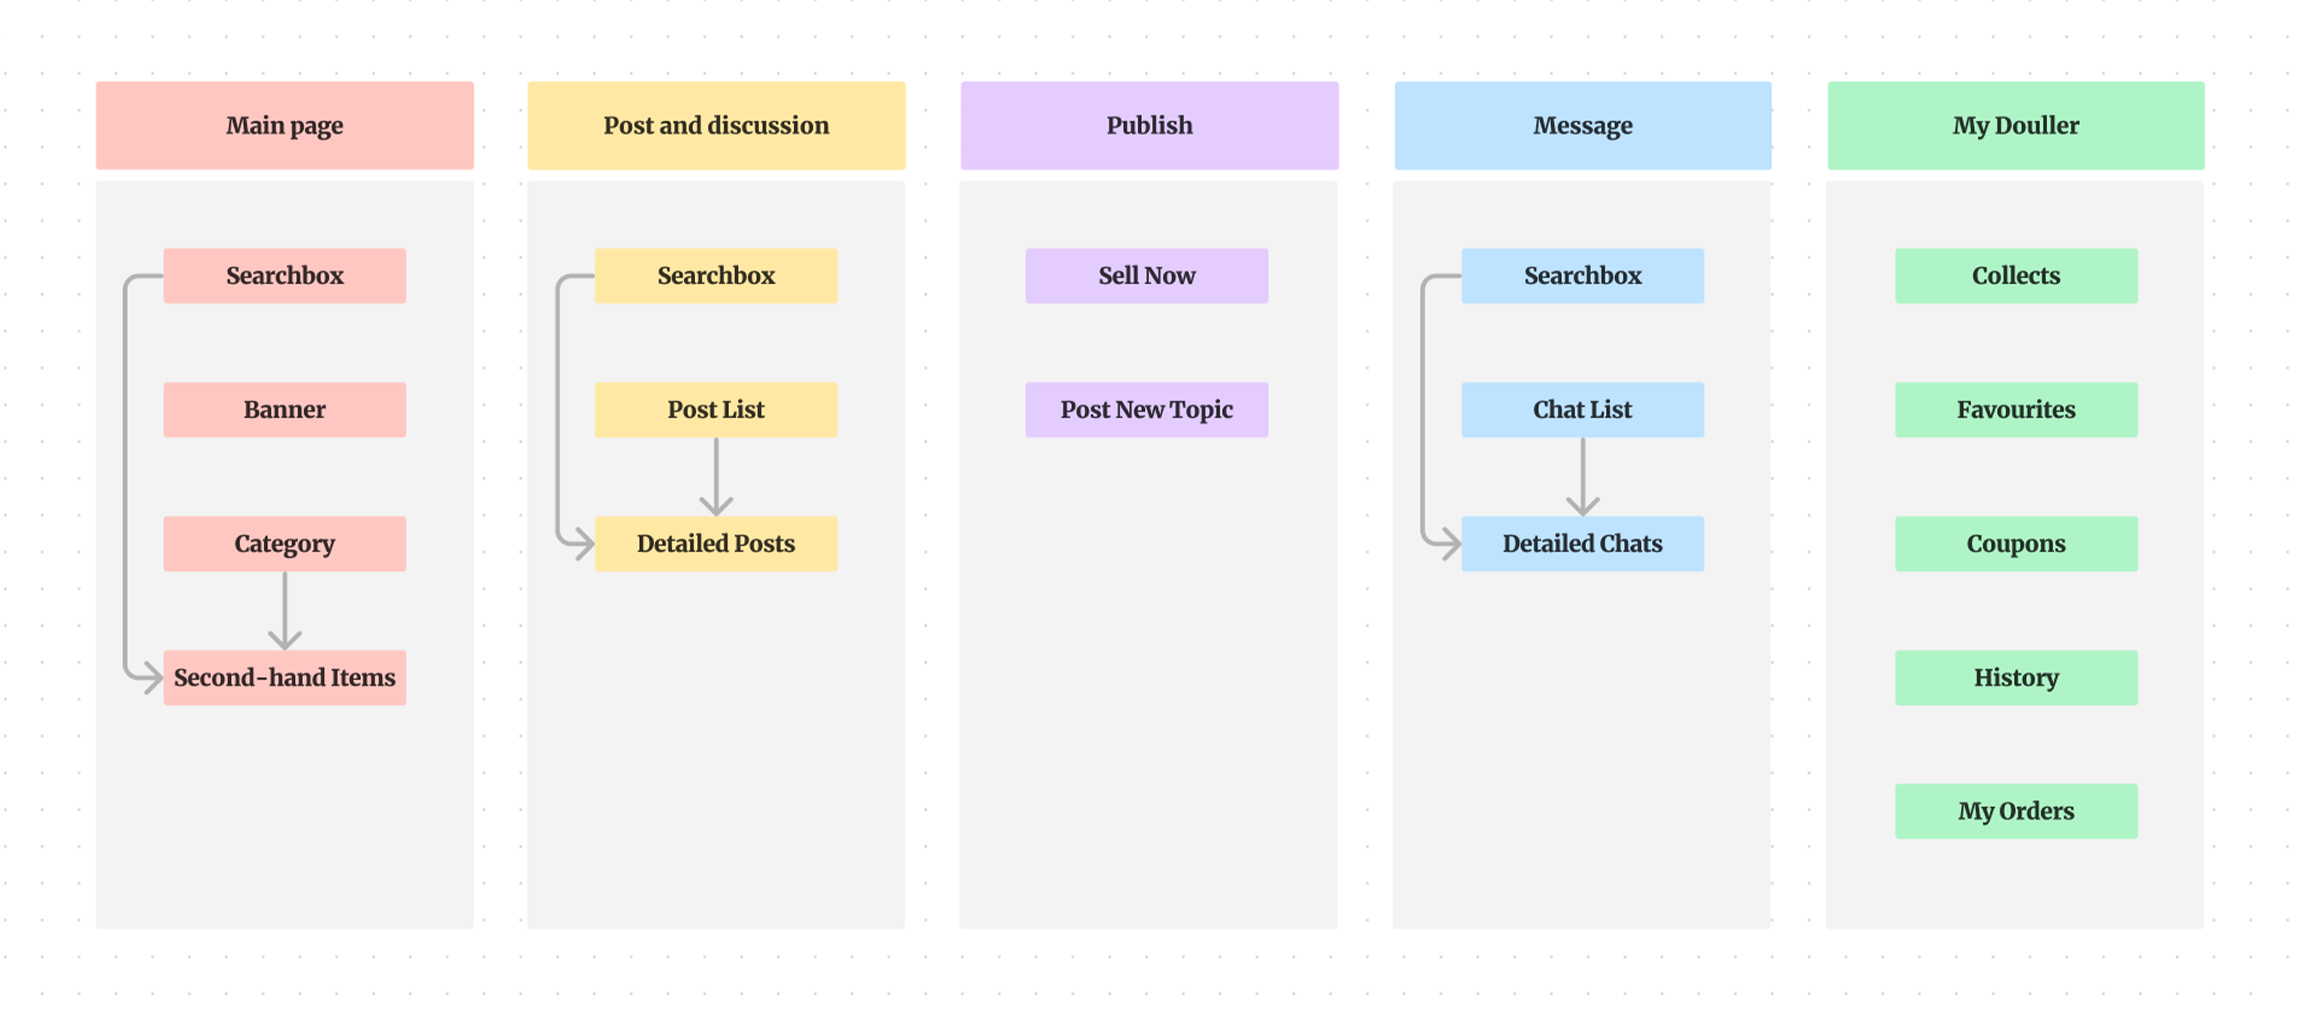 Main page
Searchbox
Banner
Category
Second-hand Items
Post and discussion
Searchbox
Post List
Detailed Posts
Publish
Sell Now
Post New Topic
Message
Searchbox
Chat List
Detailed Chats
My Douller
Collects
Favourites
Coupons
History
My Orders